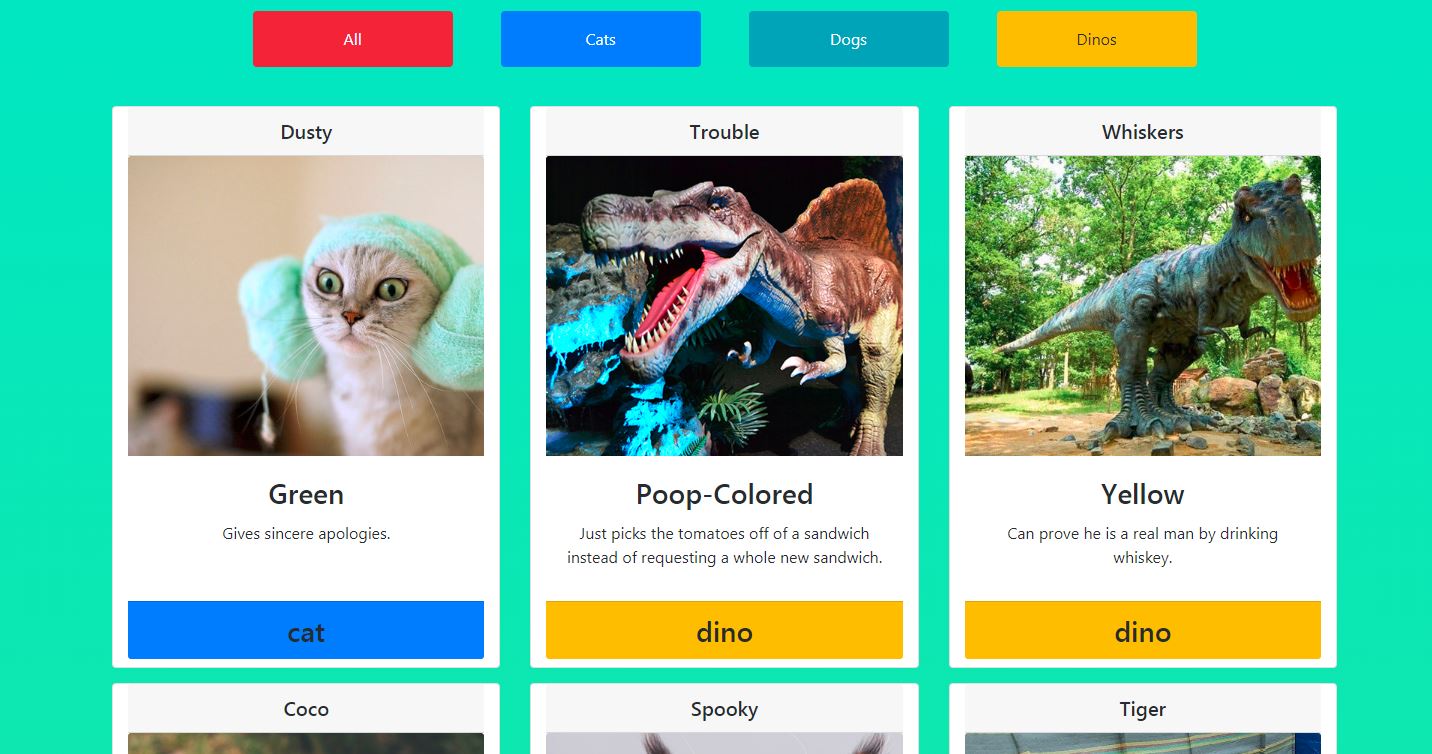 All
Cats
Dogs
Dinos
Dusty
Trouble
Whiskers
Green
Gives sincere apologies.
Poop-Colored
Just picks the tomatoes off of a sandwich
instead of requesting a whole new sandwich.
Yellow
Can prove he is a real man by drinking
whiskey.
cat
dino
dino
Coco
Spooky
Tiger